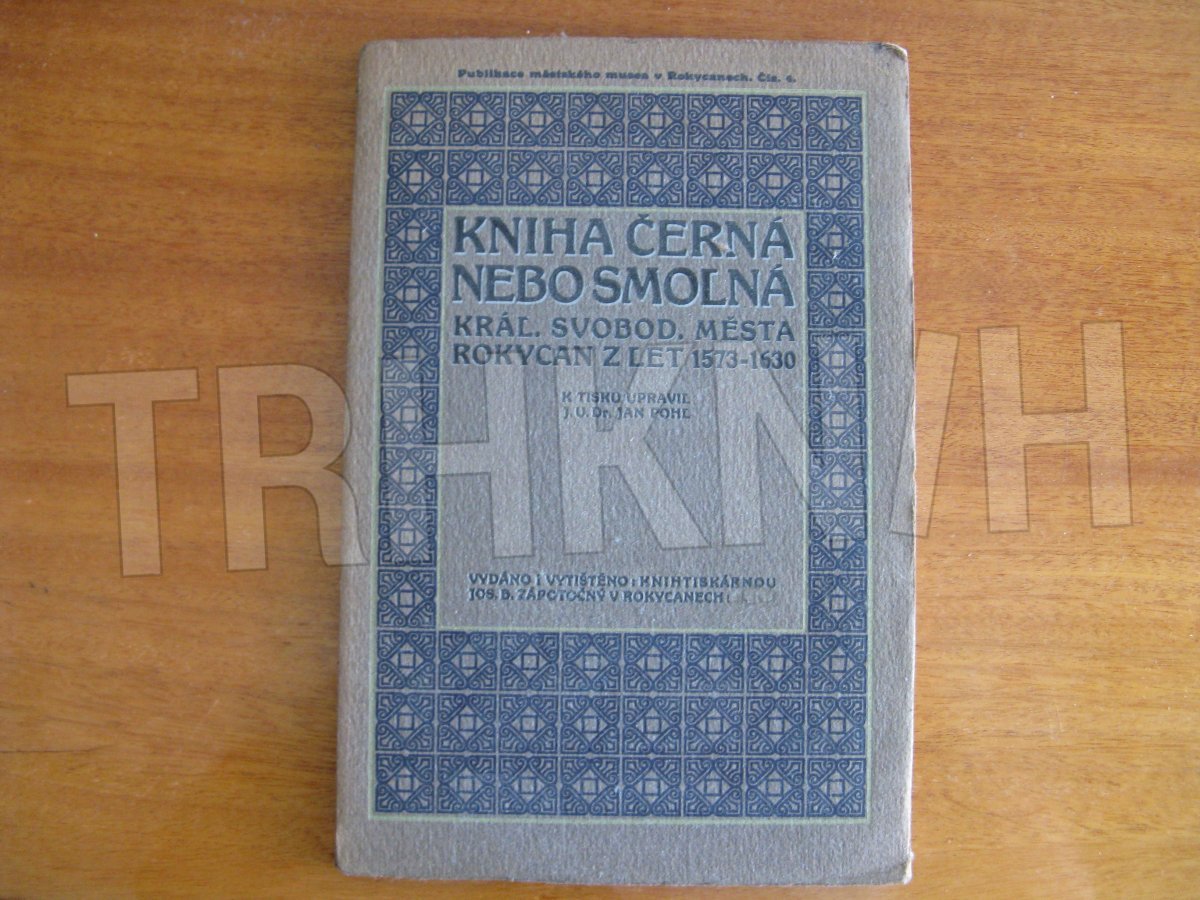 Publikace městského musea v Rokycanech. Čís. 4.
KNIHA ČERNÁ
NEBO SMOLNÁ
KRÁL. SVOBOD. MĚSTA
ROKYCAN Z LET 1573-1630
K TISKU UPRAVIL
J. U. Dr. JAN POHL
VYDÁNO I VYTIŠTĚNO : KNIHTISKÁRNOU
JOS. B. ZÁPOTOČNÝ V ROKYCANECH
TRHKNIH